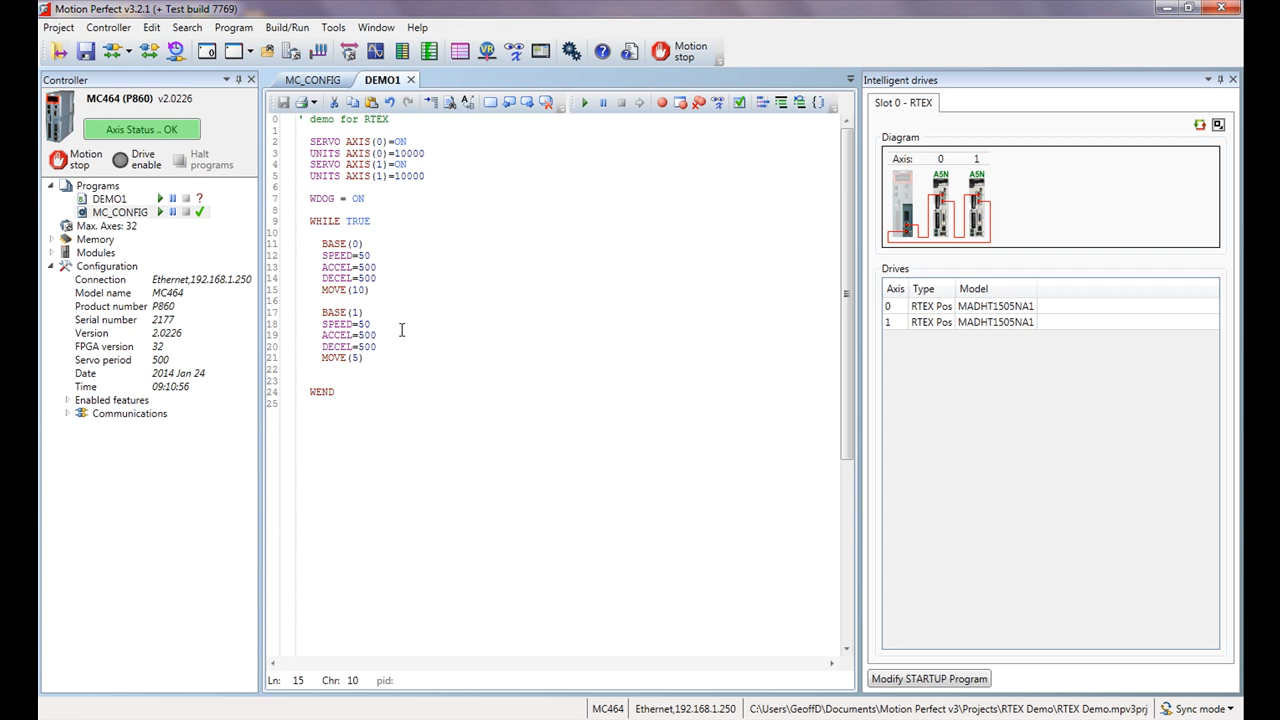 Motion Perfect v3.2.1 (+ Test build 7769)
Project Controller Edit Search Program Build/Run Tools Window Help
Motion stop
Controller
MC464 (P860) v2.0226
Axis Status .. OK
Motion stop
Drive enable
Halt programs
Programs
DEMO1
MC_CONFIG
Max. Axes: 32
Memory
Modules
Configuration
Connection Ethernet,192.168.1.250
Model name MC464
Product number P860
Serial number 2177
Version 2.0226
FPGA version 32
Servo period 500
Date 2014 Jan 24
Time 09:10:56
Enabled features
Communications
MC_CONFIG DEMO1
0 ' demo for RTEX
1
2 SERVO AXIS(0)=ON
3 UNITS AXIS(0)=10000
4 SERVO AXIS(1)=ON
5 UNITS AXIS(1)=10000
6
7 WDOG = ON
8
9 WHILE TRUE
10
11 BASE(0)
12 SPEED=50
13 ACCEL=500
14 DECEL=500
15 MOVE(10)
16
17 BASE(1)
18 SPEED=50
19 ACCEL=500
20 DECEL=500
21 MOVE(5)
22
23
24 WEND
25
Ln: 15 Chr: 10 pid:
Intelligent drives
Slot 0 - RTEX
Diagram
Axis: 0 1
A5N A5N
Drives
Axis Type Model
0 RTEX Pos MADHT1505NA1
1 RTEX Pos MADHT1505NA1
Modify STARTUP Program
MC464 Ethernet,192.168.1.250 C:\Users\GeoffD\Documents\Motion Perfect v3\Projects\RTEX Demo\RTEX Demo.mpv3prj Sync mode